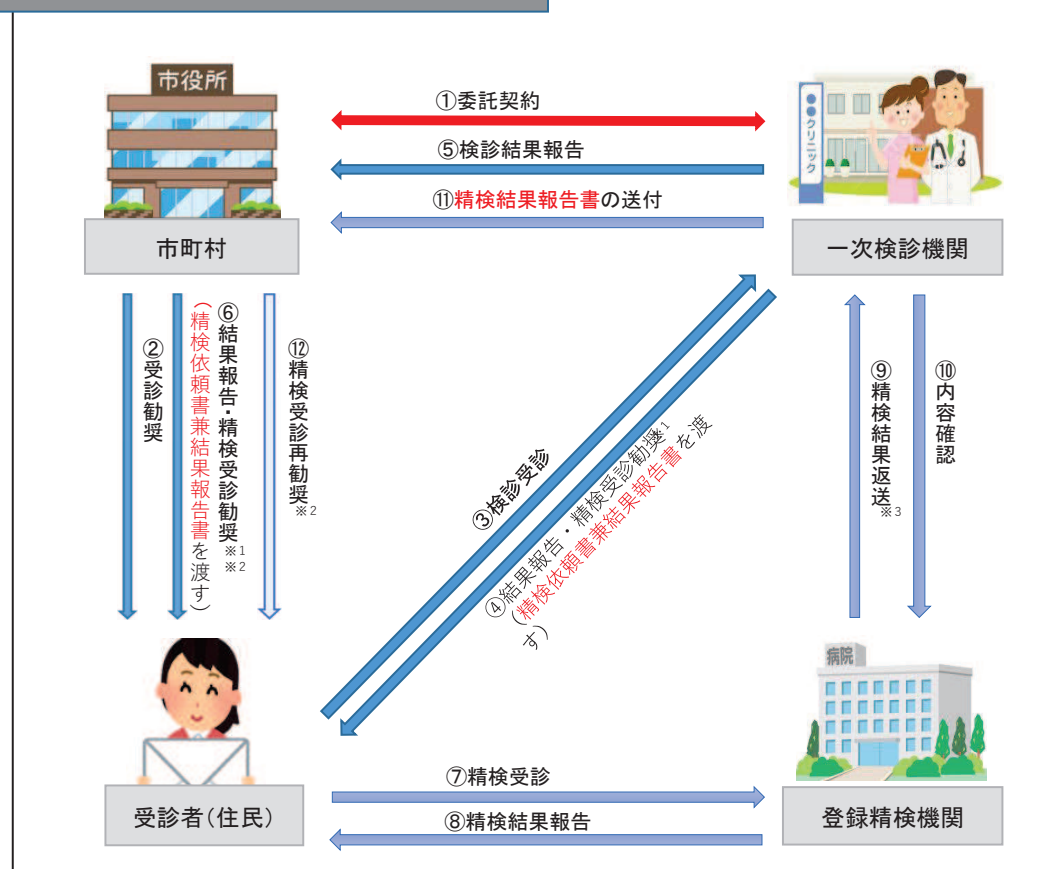 市役所
●●クリニック
①委託契約
⑤検診結果報告
⑪精検結果報告書の送付
市町村
一次検診機関
②受診勧奨
⑥結果報告・精検受診勧奨※1
※2
(精検依頼書兼結果報告書を渡す)
⑫精検受診再勧奨※2
③検診受診
④結果報告・精検受診勧奨※1
(精検依頼書兼結果報告書を渡
す)
⑨精検結果返送※3
⑩内容確認
病院
⑦精検受診
⑧精検結果報告
受診者(住民)
登録精検機関